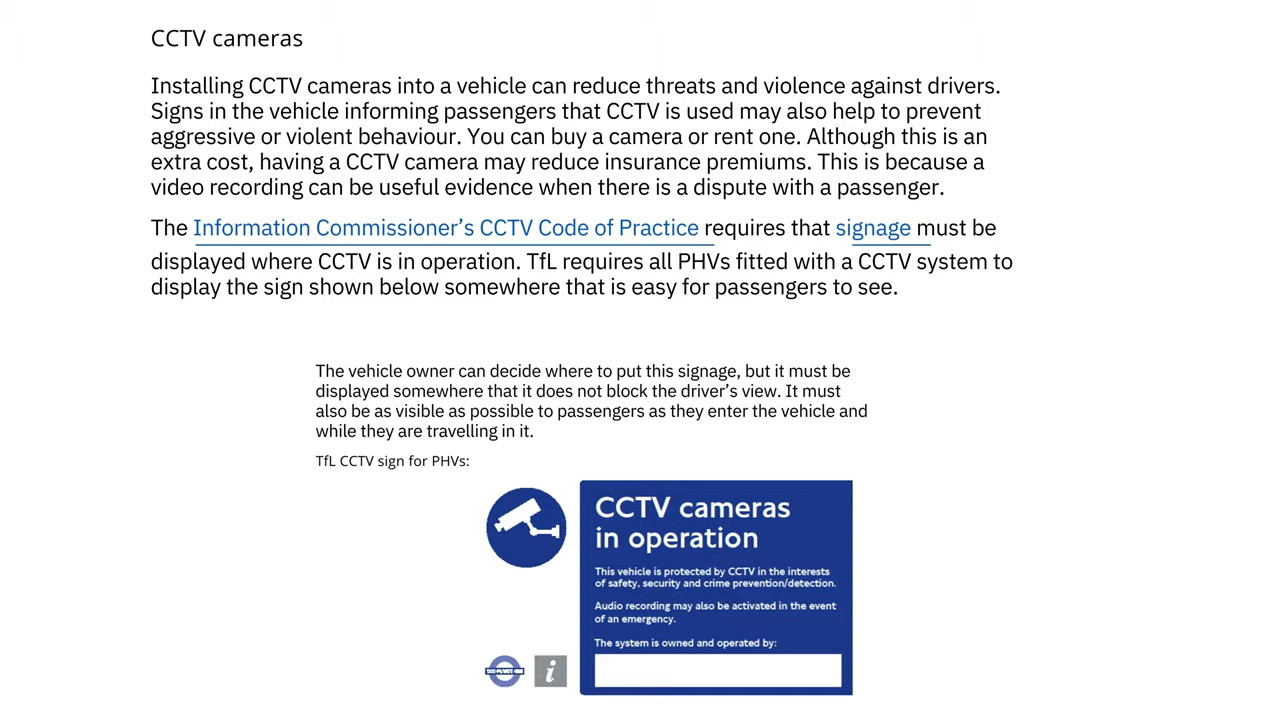 CCTV cameras
Installing CCTV cameras into a vehicle can reduce threats and violence against drivers.
Signs in the vehicle informing passengers that CCTV is used may also help to prevent
aggressive or violent behaviour. You can buy a camera or rent one. Although this is an
extra cost, having a CCTV camera may reduce insurance premiums. This is because a
video recording can be useful evidence when there is a dispute with a passenger.
The Information Commissioner’s CCTV Code of Practice requires that signage must be
displayed where CCTV is in operation. TfL requires all PHVs fitted with a CCTV system to
display the sign shown below somewhere that is easy for passengers to see.
The vehicle owner can decide where to put this signage, but it must be
displayed somewhere that it does not block the driver’s view. It must
also be as visible as possible to passengers as they enter the vehicle and
while they are travelling in it.
TfL CCTV sign for PHVs:
CCTV cameras
in operation
This vehicle is protected by CCTV in the interests
of safety, security and crime prevention/detection.
Audio recording may also be activated in the event
of an emergency.
The system is owned and operated by:
i